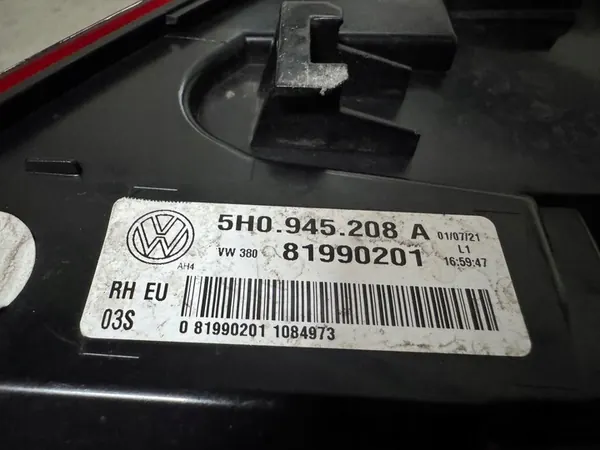 5H0.945.208 A 01/07/21
L1
VW 380 81990201 16:59:47
AH4
RH EU
03S
0 81990201 1084973